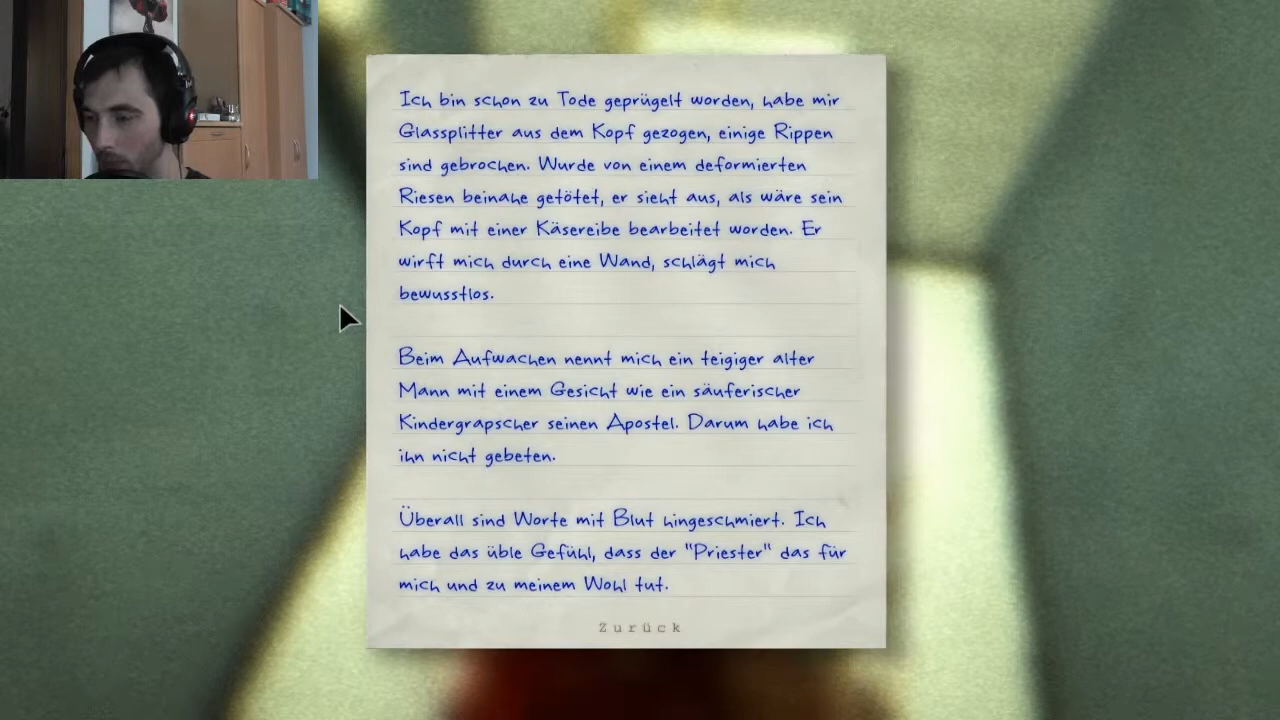 Ich bin schon zu Tode geprügelt worden, habe mir
Glassplitter aus dem Kopf gezogen, einige Rippen
sind gebrochen. Wurde von einem deformierten
Riesen beinahe getötet, er sieht aus, als wäre sein
Kopf mit einer Käsereibe bearbeitet worden. Er
wirft mich durch eine Wand, schlägt mich
bewusstlos.
Beim Aufwachen nennt mich ein teigiger alter
Mann mit einem Gesicht wie ein säuferischer
Kindergrapscher seinen Apostel. Darum habe ich
ihn nicht gebeten.
Überall sind Worte mit Blut hingeschmiert. Ich
habe das üble Gefühl, dass der "Priester" das für
mich und zu meinem Wohl tut.
Zurück